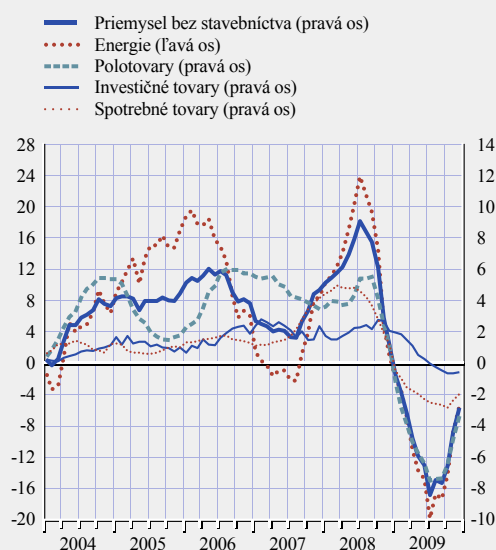 Priemysel bez stavebníctva (pravá os)
Energie (ľavá os)
Polotovary (pravá os)
Investičné tovary (pravá os)
Spotrebné tovary (pravá os)
28 14
24 12
20 10
16 8
12 6
8 4
4 2
0 0
-4 -2
-8 -4
-12 -6
-16 -8
-20 -10
2004 2005 2006 2007 2008 2009